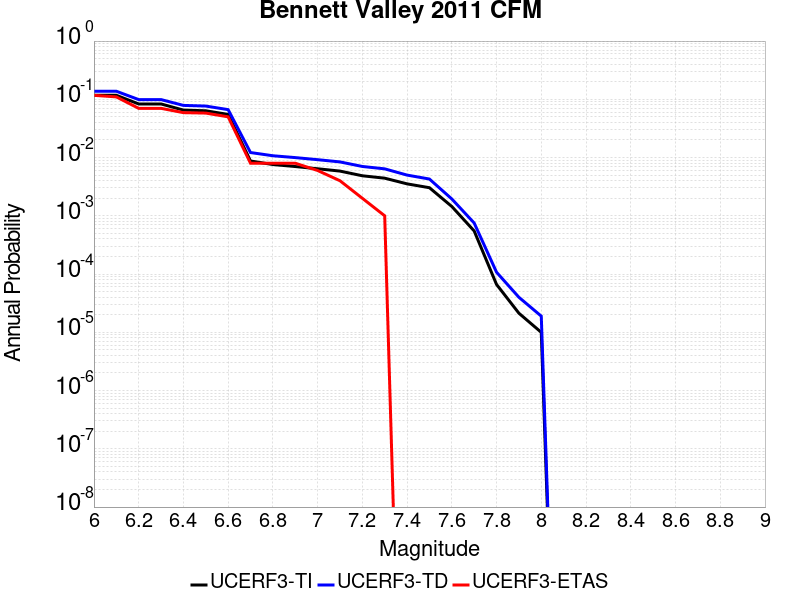 Bennett Valley 2011 CFM
10^0
10^-1
10^-2
10^-3
10^-4
10^-5
10^-6
10^-7
10^-8
Annual Probability
6 6.2 6.4 6.6 6.8 7 7.2 7.4 7.6 7.8 8 8.2 8.4 8.6 8.8 9
Magnitude
UCERF3-TI UCERF3-TD UCERF3-ETAS